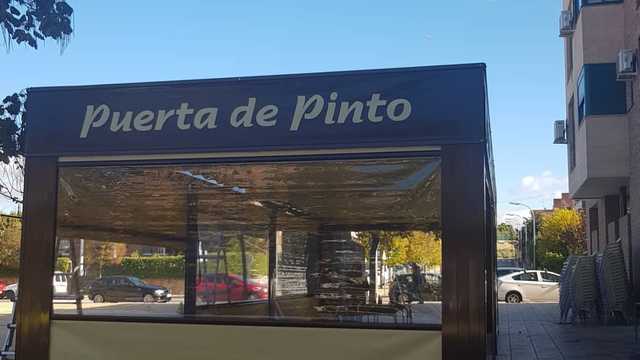 Puerta de Pinto